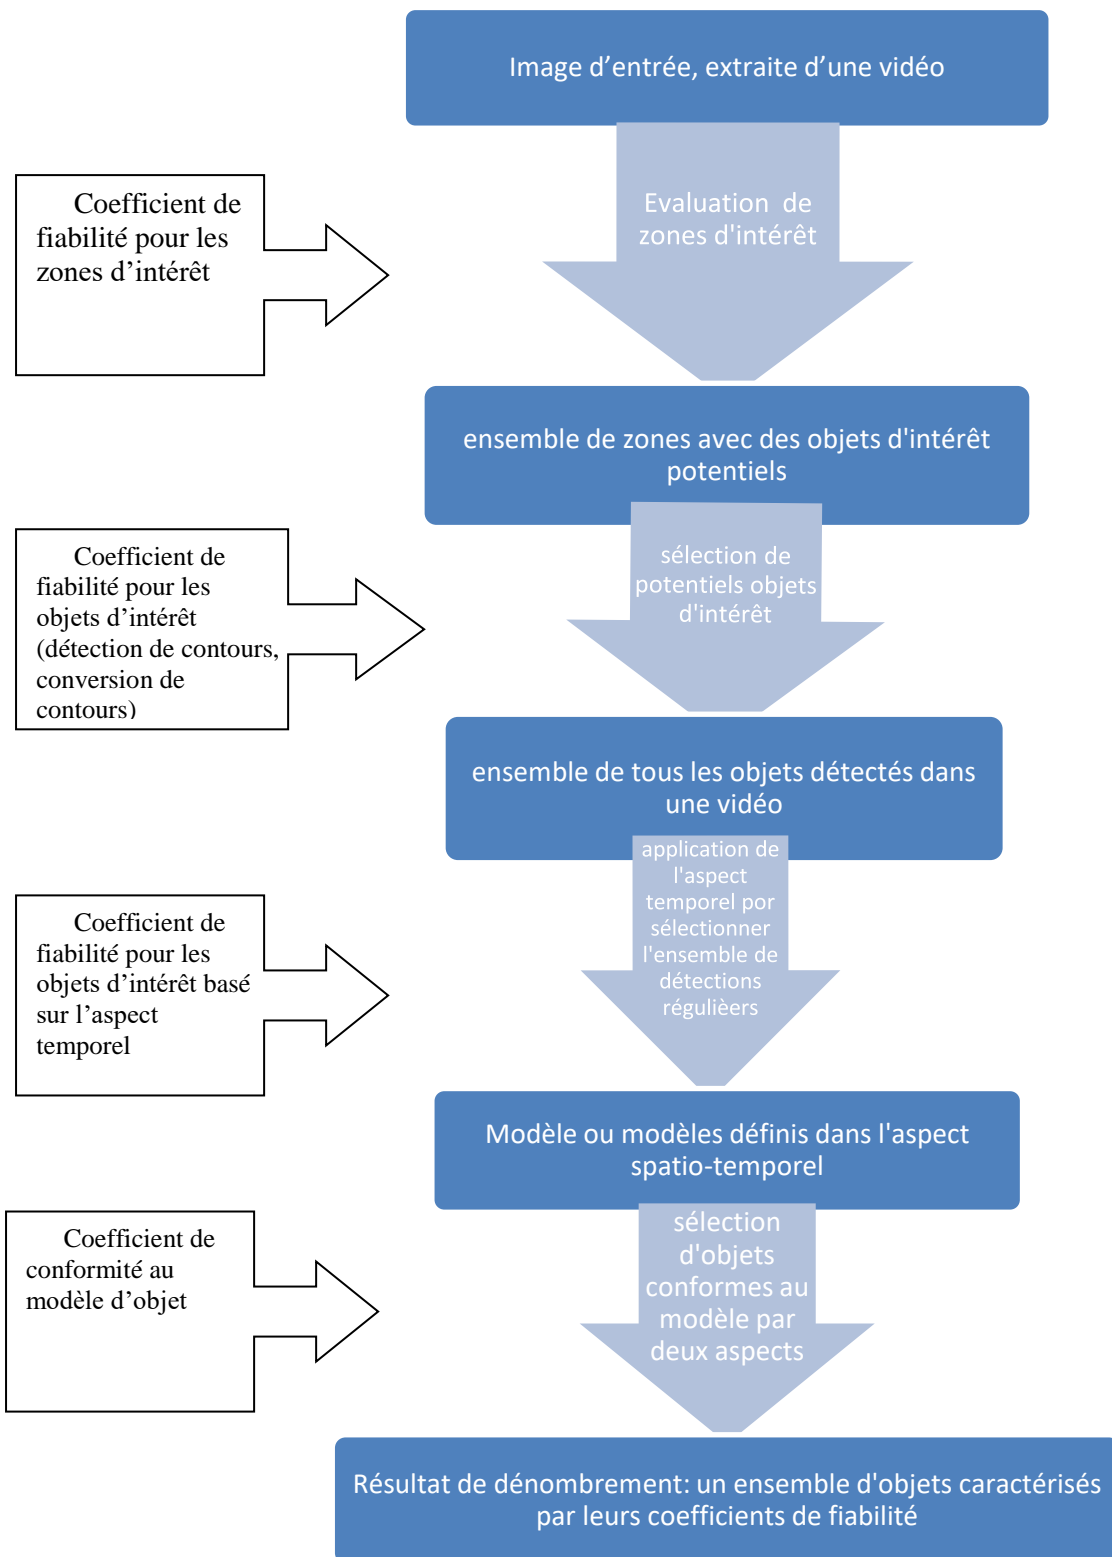 Image d’entrée, extraite d’une vidéo
Coefficient de
fiabilité pour les
zones d’intérêt
Evaluation  de
zones d'intérêt
ensemble de zones avec des objets d'intérêt
potentiels
Coefficient de
fiabilité pour les
objets d’intérêt
(détection de contours,
conversion de
contours)
sélection de
potentiels objets
d'intérêt
ensemble de tous les objets détectés dans
une vidéo
Coefficient de
fiabilité pour les
objets d’intérêt basé
sur l’aspect
temporel
application de
l'aspect
temporel por
sélectionner
l'ensemble de
détections
régulièers
Modèle ou modèles définis dans l'aspect
spatio-temporel
Coefficient de
conformité au
modèle d’objet
sélection
d'objets
conformes au
modèle par
deux aspects
Résultat de dénombrement: un ensemble d'objets caractérisés
par leurs coefficients de fiabilité